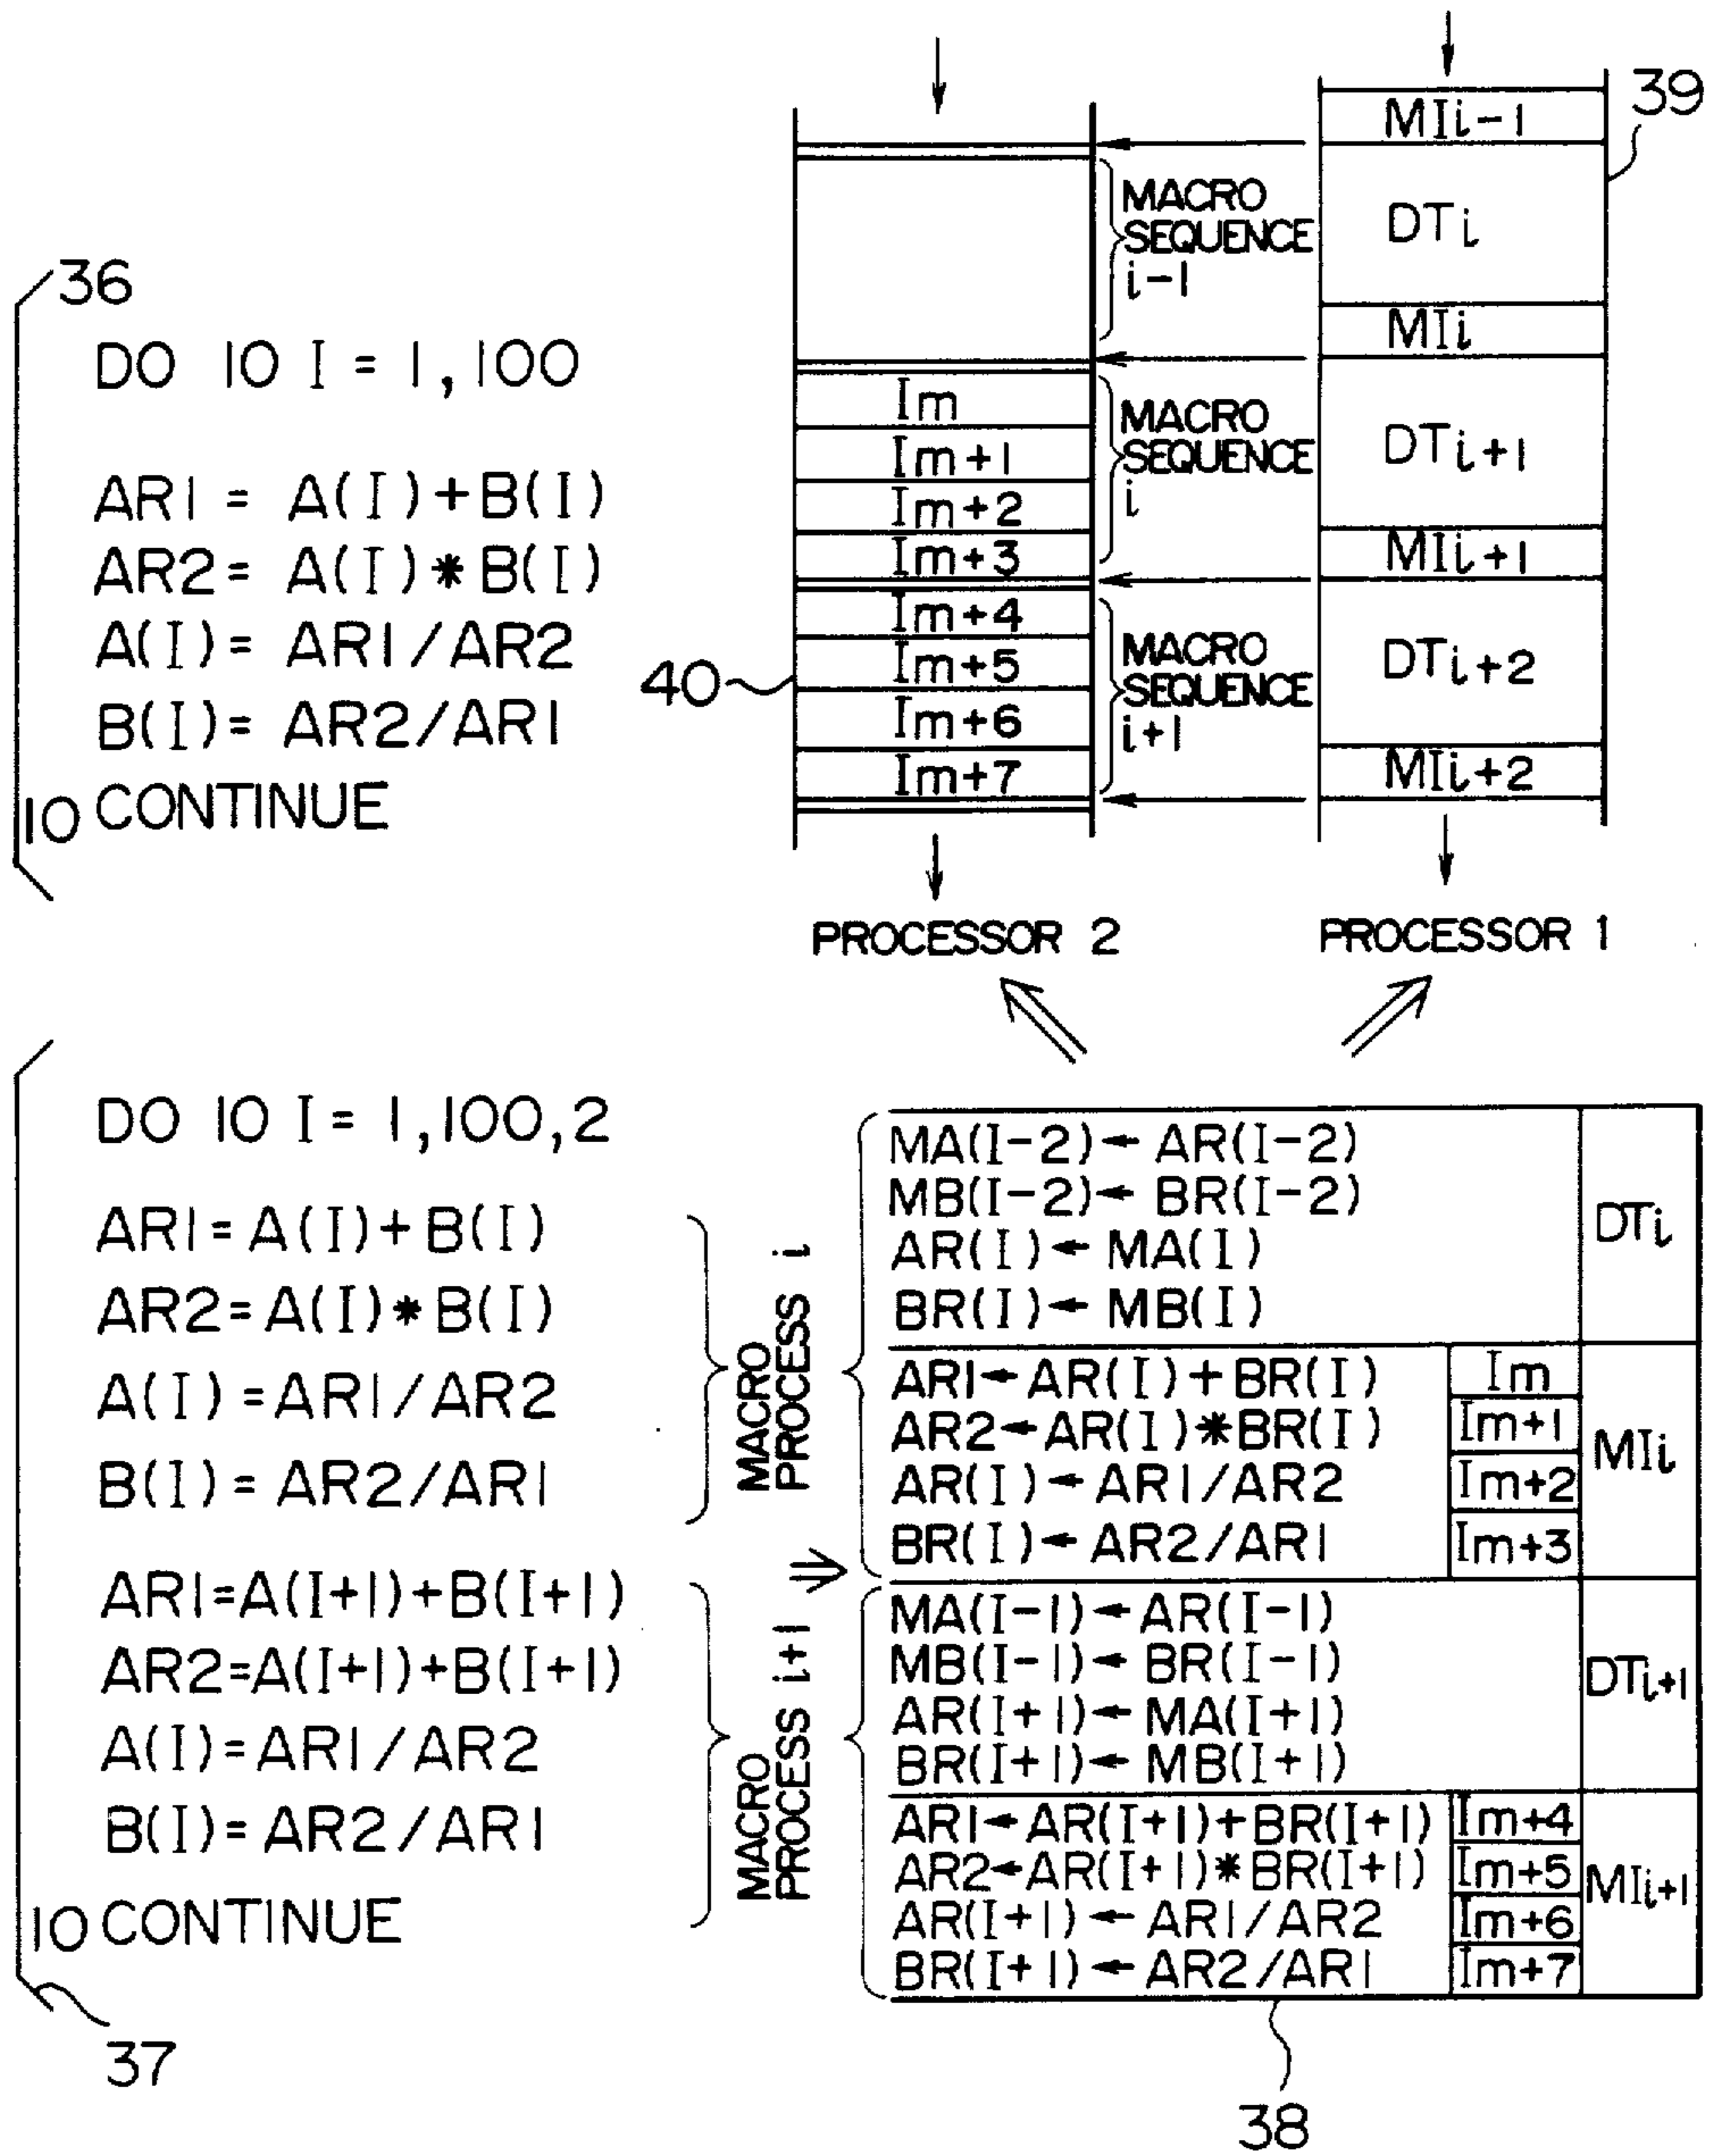 36
DO 10 I = 1,100
AR1 = A(I)+B(I)
AR2= A(I)*B(I)
A(I)= AR1/AR2
B(I)= AR2/AR1
10 CONTINUE
40
Im
Im+1
Im+2
Im+3
Im+4
Im+5
Im+6
Im+7
PROCESSOR 2
MACRO
SEQUENCE
i-1
MACRO
SEQUENCE
i
MACRO
SEQUENCE
i+1
39
MIi-1
DTi
MIi
DTi+1
MIi+1
DTi+2
MIi+2
PROCESSOR 1
DO 10 I= 1,100,2
AR1=A(I)+B(I)
AR2=A(I)*B(I)
A(I)=AR1/AR2
B(I)=AR2/AR1
AR1=A(I+1)+B(I+1)
AR2=A(I+1)+B(I+1)
A(I)=AR1/AR2
B(I)=AR2/AR1
10 CONTINUE
37
MACRO
PROCESS i
MACRO
PROCESS i+1
MA(I-2)← AR(I-2)
MB(I-2)← BR(I-2)
AR(I)← MA(I)
BR(I)← MB(I)
DTi
AR1←AR(I)+BR(I) Im
AR2←AR(I)*BR(I) Im+1
AR(I)← AR1/AR2 Im+2
BR(I)← AR2/AR1 Im+3
MIi
MA(I-1)← AR(I-1)
MB(I-1)← BR(I-1)
AR(I+1)← MA(I+1)
BR(I+1)← MB(I+1)
DTi+1
AR1←AR(I+1)+BR(I+1) Im+4
AR2←AR(I+1)*BR(I+1) Im+5
AR(I+1)← AR1/AR2 Im+6
BR(I+1)← AR2/AR1 Im+7
MIi+1
38